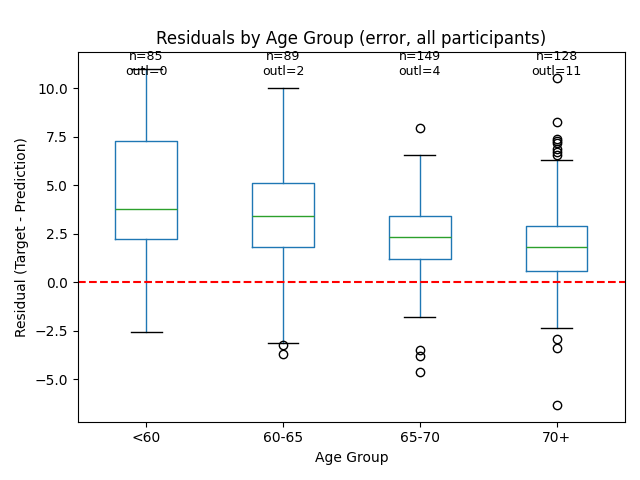 Residuals by Age Group (error, all participants)
n=85
outl=0
n=89
outl=2
n=149
outl=4
n=128
outl=11
10.0
7.5
5.0
2.5
0.0
−2.5
−5.0
Residual (Target - Prediction)
<60
60-65
65-70
70+
Age Group